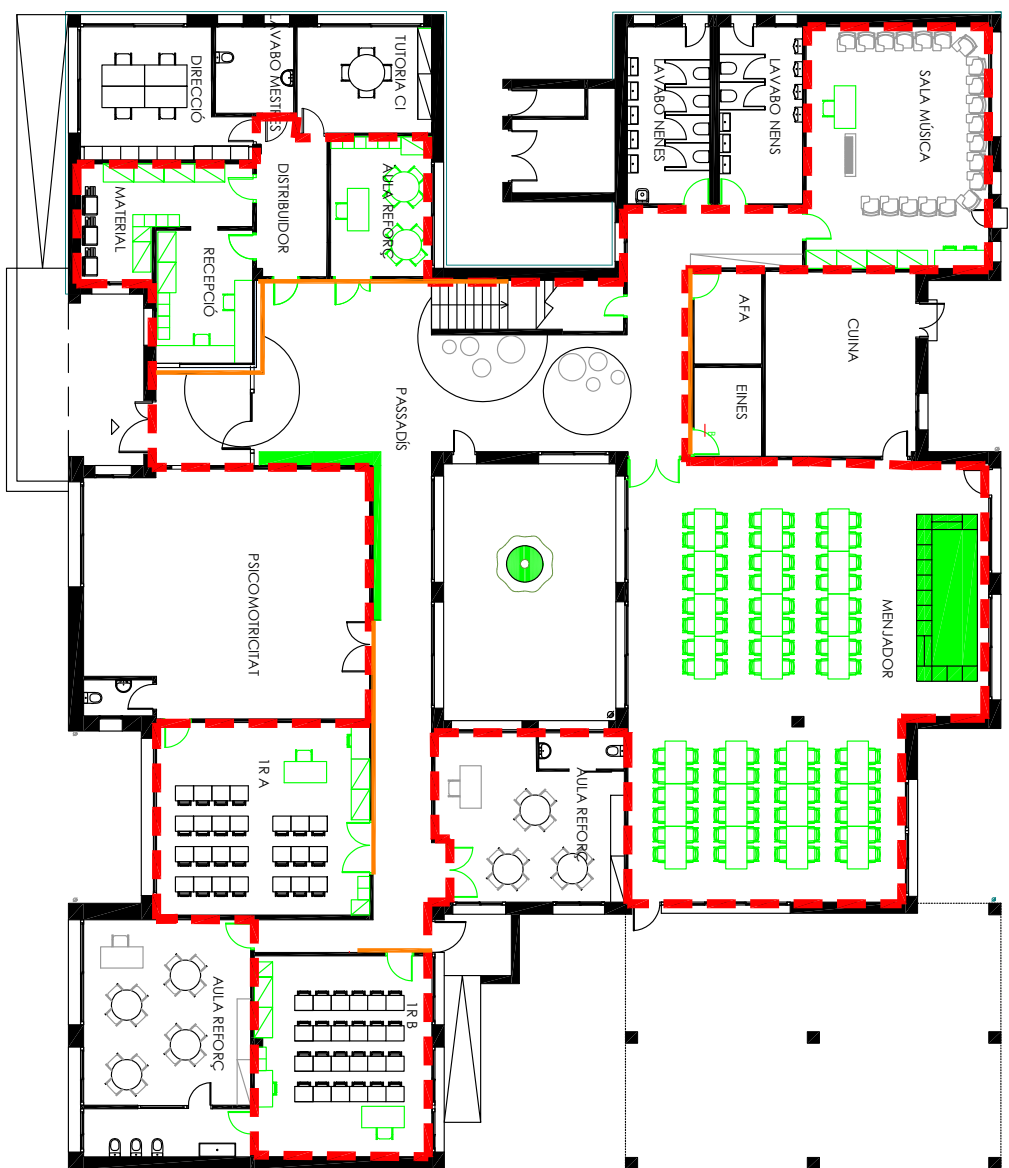 DIRECCIÓ
LAVABO MESTRES
TUTORIA CI
LAVABO NENES
LAVABO NENS
SALA MÚSICA
MATERIAL
DISTRIBUIDOR
AULA REFORÇ
RECEPCIÓ
AFA
CUINA
EINES
PASSADÍS
PSICOMOTRICITAT
MENJADOR
1R A
AULA REFORÇ
AULA REFORÇ
1R B